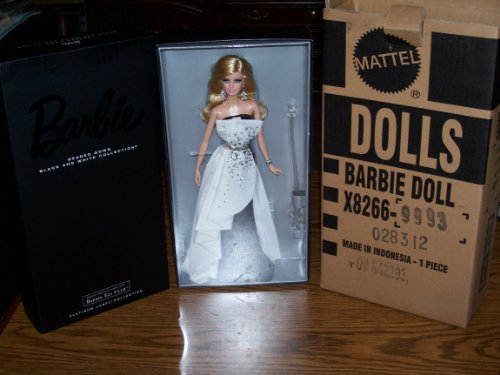 Barbie
BEADED GOWN
BLACK AND WHITE COLLECTION
BARBIE FAN CLUB
PLATINUM LABEL COLLECTION
MATTEL
®
DOLLS
BARBIE DOLL
X8266-9993
028312
MADE IN INDONESIA - 1 PIECE